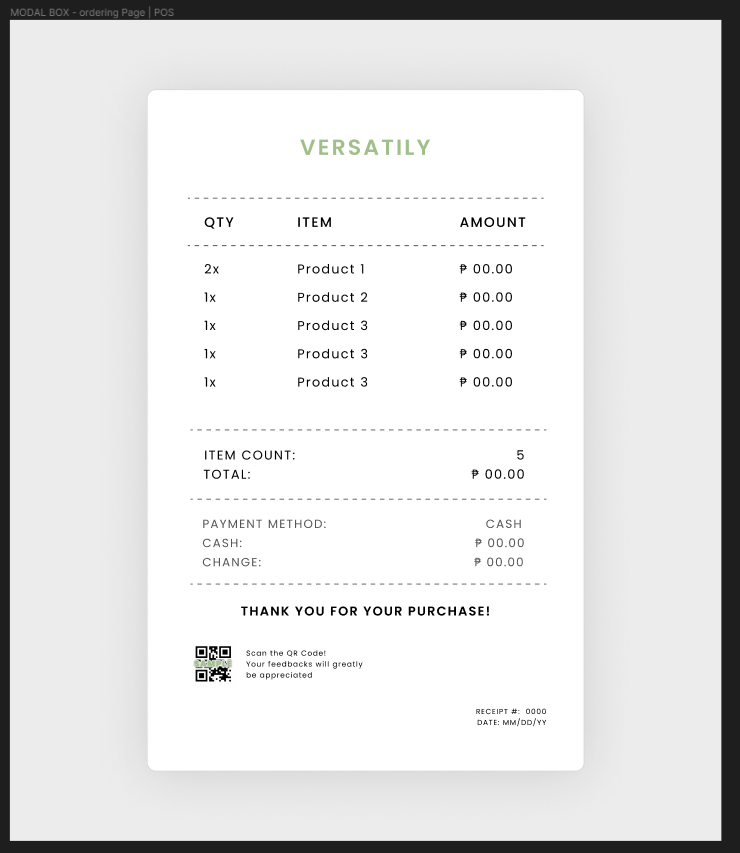 MODAL BOX - ordering Page | POS
VERSATILY
QTY ITEM AMOUNT
2x Product 1 ₱ 00.00
1x Product 2 ₱ 00.00
1x Product 3 ₱ 00.00
1x Product 3 ₱ 00.00
1x Product 3 ₱ 00.00
ITEM COUNT: 5
TOTAL: ₱ 00.00
PAYMENT METHOD: CASH
CASH: ₱ 00.00
CHANGE: ₱ 00.00
THANK YOU FOR YOUR PURCHASE!
SAMPLE
Scan the QR Code!
Your feedbacks will greatly
be appreciated
RECEIPT #: 0000
DATE: MM/DD/YY